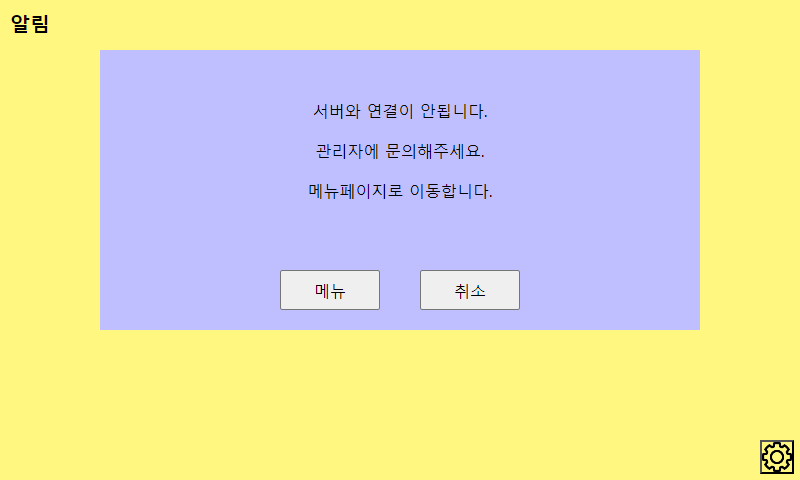 알림
서버와 연결이 안됩니다.
관리자에 문의해주세요.
메뉴페이지로 이동합니다.
메뉴
취소